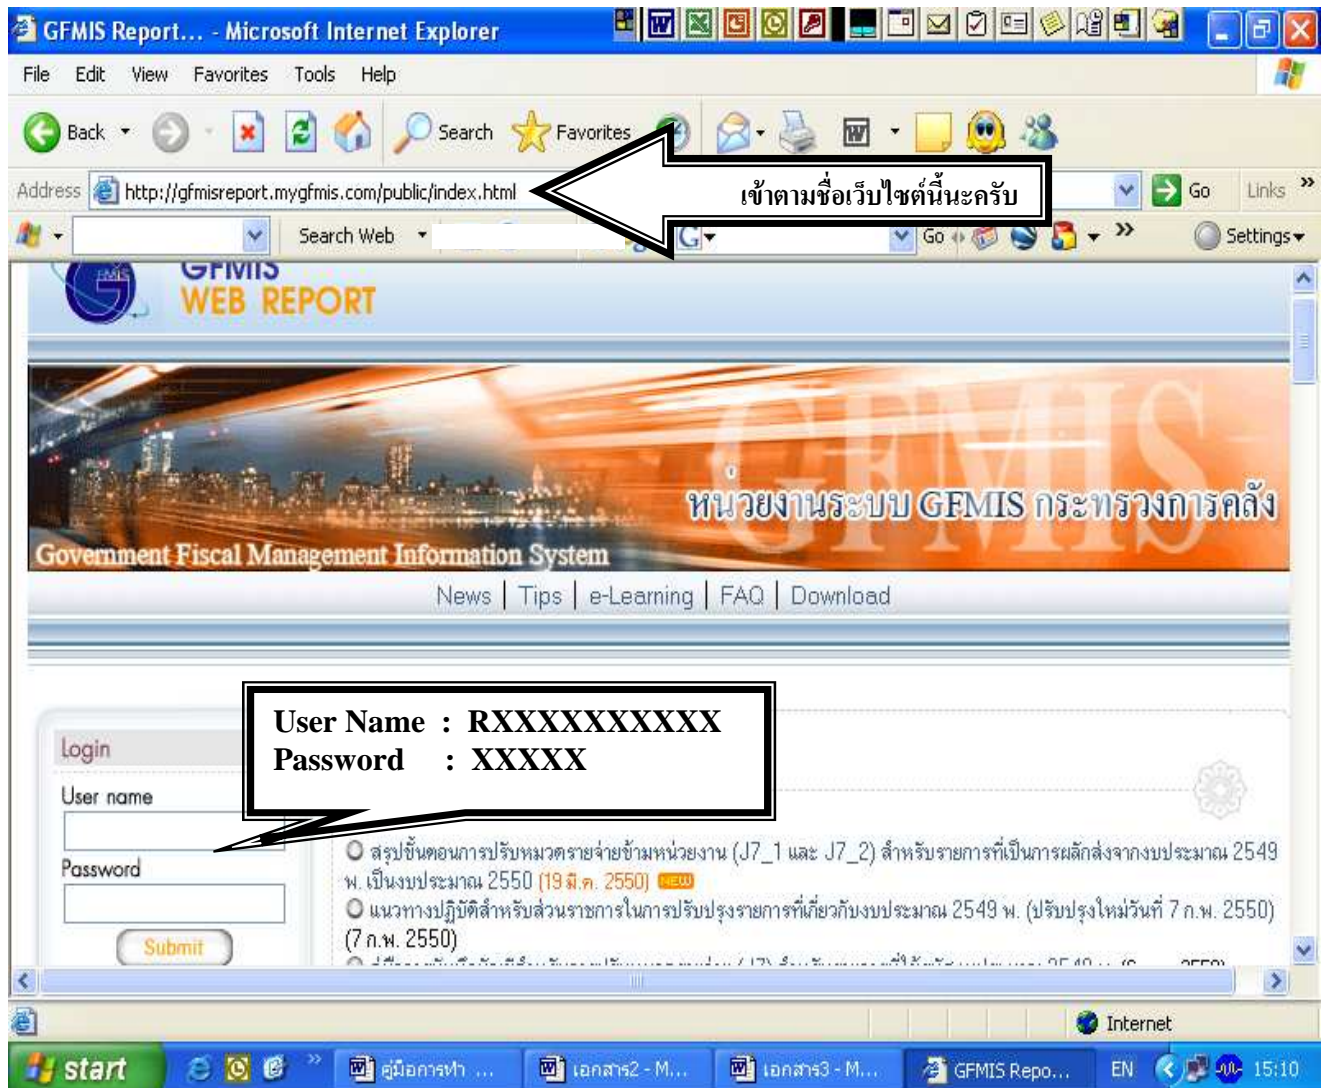 GFMIS Report... - Microsoft Internet Explorer
File Edit View Favorites Tools Help
Back Search Favorites
Address http://gfmisreport.mygfmis.com/public/index.html Go Links »
เข้าตามชื่อเว็บไซต์นี้นะครับ
Search Web G Go » Settings
GFMIS
WEB REPORT
GFMIS
หน่วยงานระบบ GFMIS กระทรวงการคลัง
Government Fiscal Management Information System
News | Tips | e-Learning | FAQ | Download
User Name : RXXXXXXXXXX
Password : XXXXX
Login
User name
Password
Submit
สรุปขั้นตอนการปรับหมวดรายจ่ายข้ามหน่วยงาน (J7_1 และ J7_2) สำหรับรายการที่เป็นการผลักส่งจากงบประมาณ 2549
พ. เป็นงบประมาณ 2550 (19 มี.ค. 2550) NEW
แนวทางปฏิบัติสำหรับส่วนราชการในการปรับปรุงรายการที่เกี่ยวกับงบประมาณ 2549 พ. (ปรับปรุงใหม่วันที่ 7 ก.พ. 2550)
(7 ก.พ. 2550)
Internet
start » คู่มือการทำ ... เอกสาร2 - M... เอกสาร3 - M... GFMIS Repo... EN 15:10